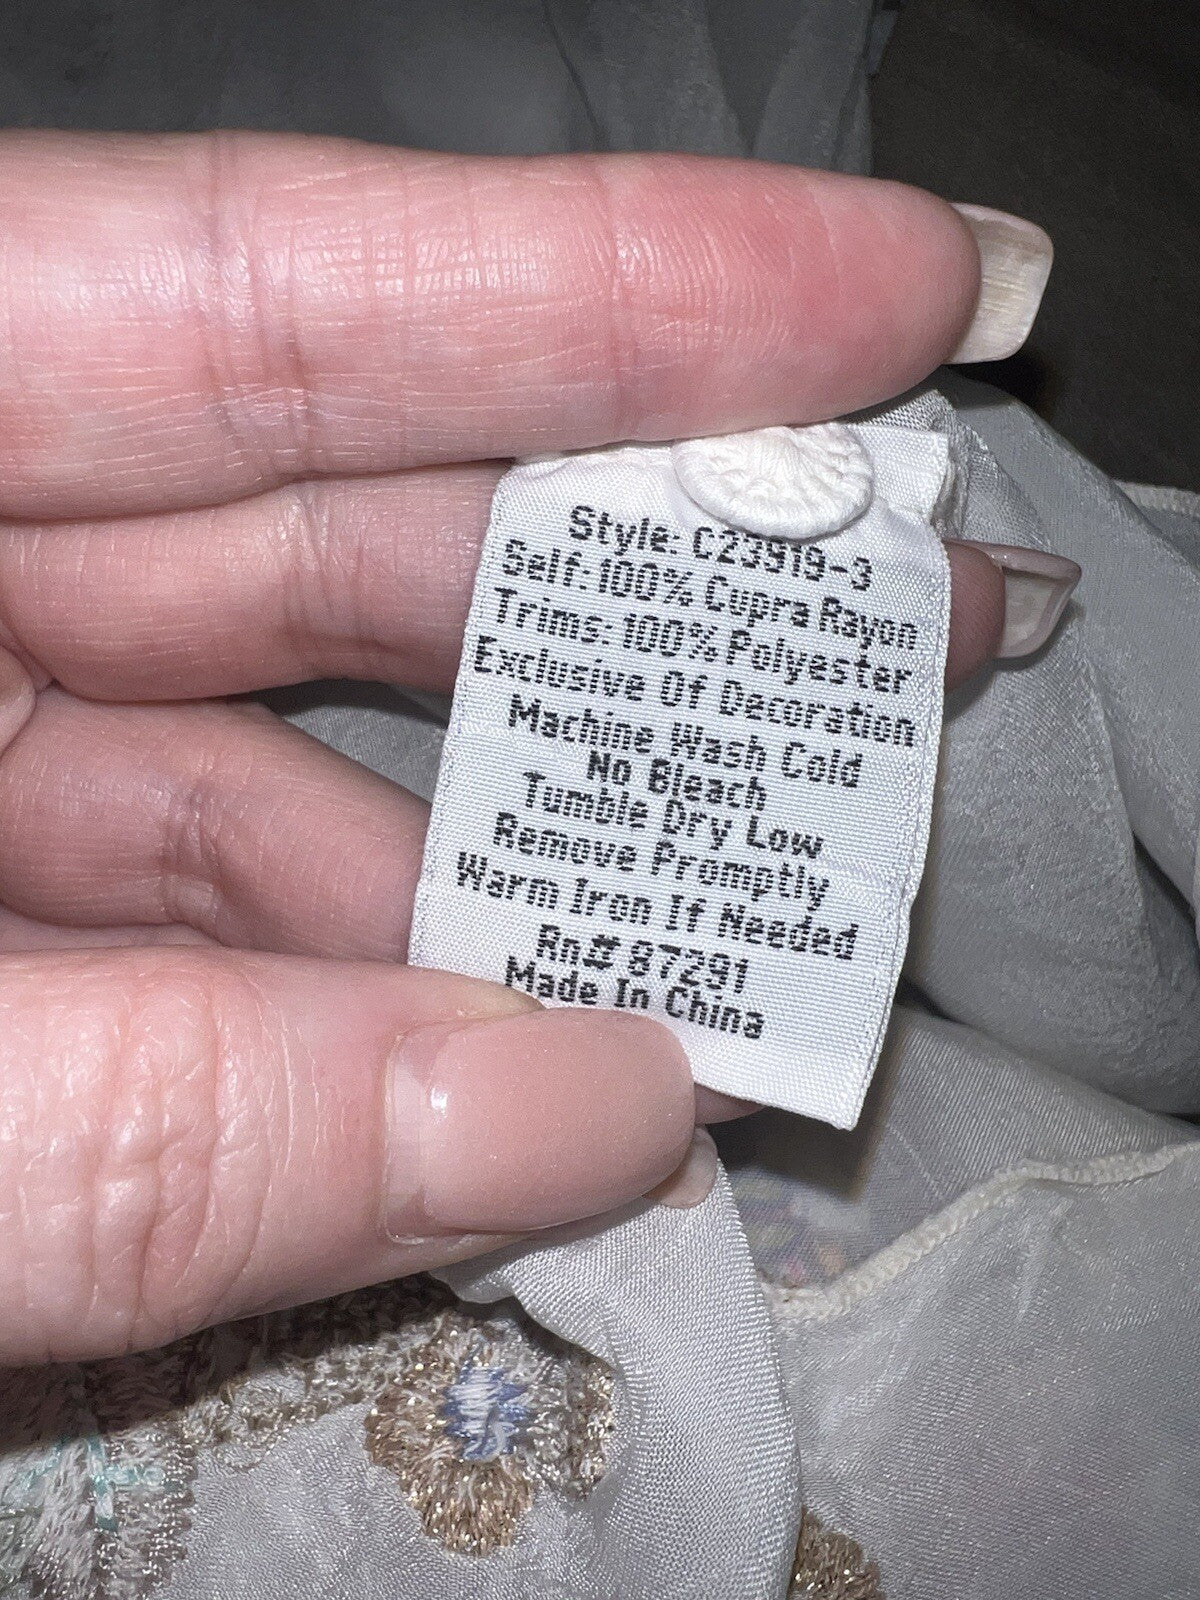 Style: C23919-3
Self: 100% Cupra Rayon
Trims: 100% Polyester
Exclusive Of Decoration
Machine Wash Cold
No Bleach
Tumble Dry Low
Remove Promptly
Warm Iron If Needed
Rn# 87291
Made In China